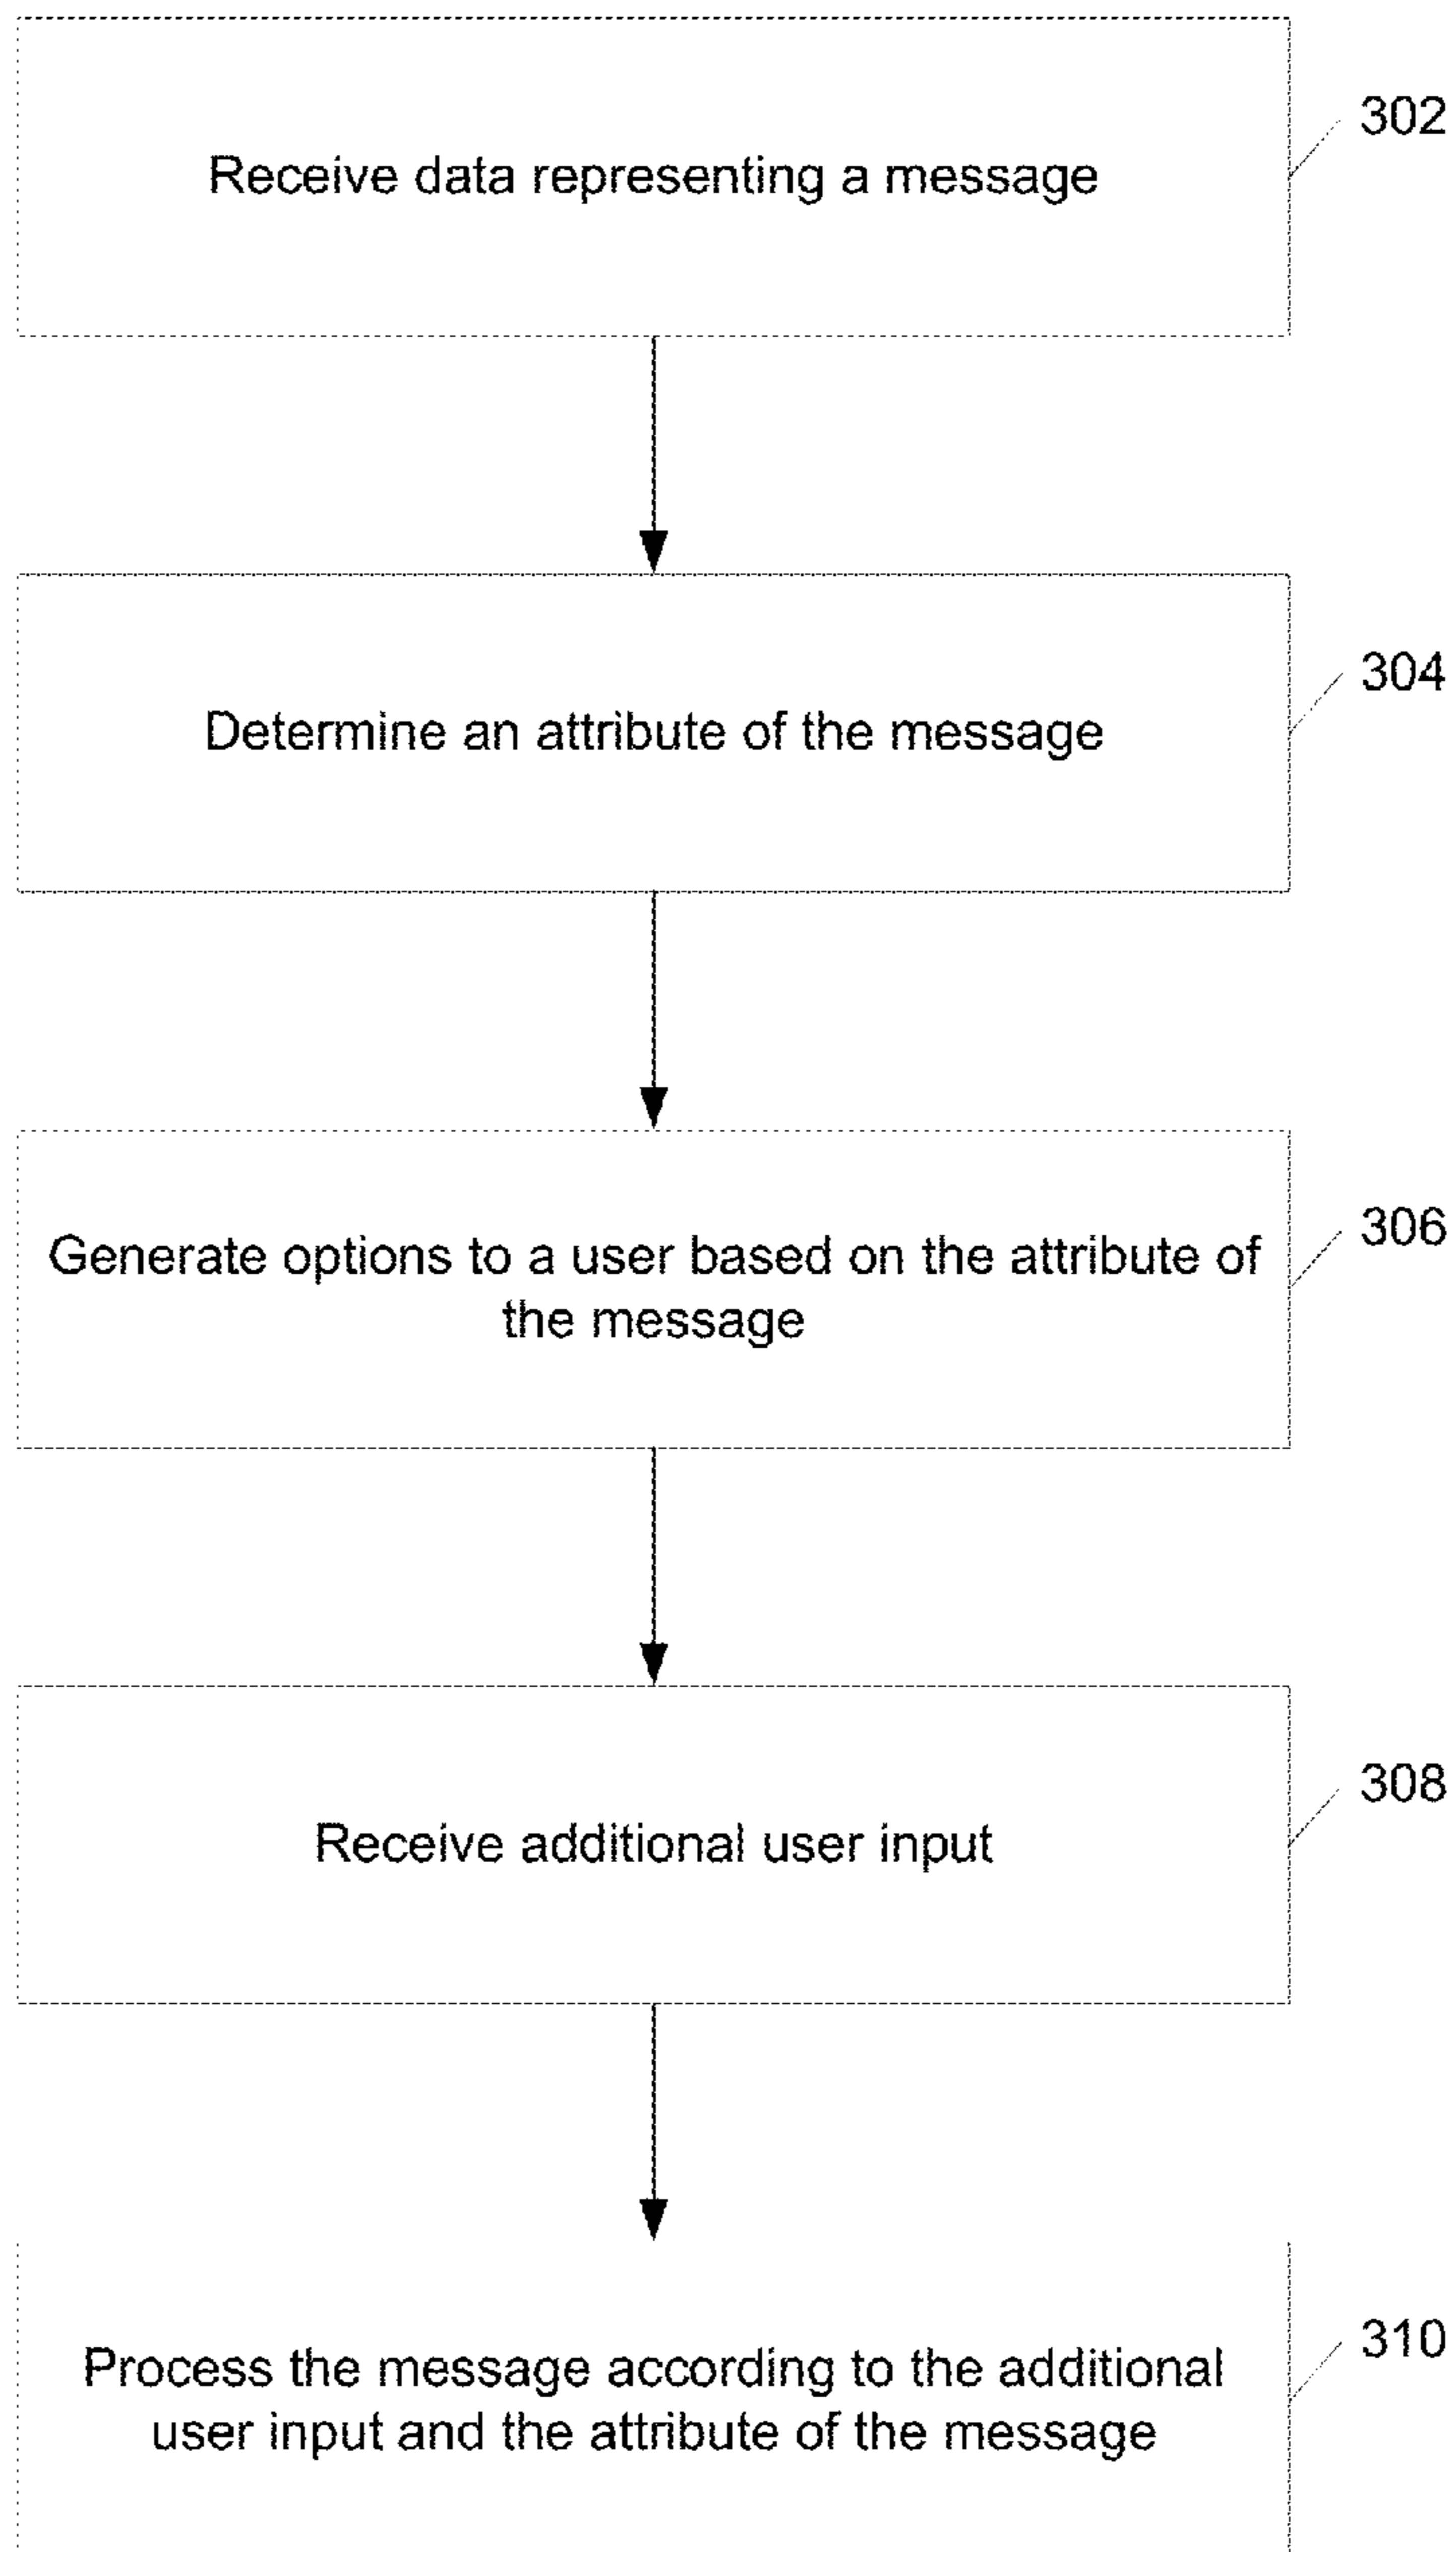 302
Receive data representing a message
304
Determine an attribute of the message
306
Generate options to a user based on the attribute of
the message
308
Receive additional user input
310
Process the message according to the additional
user input and the attribute of the message